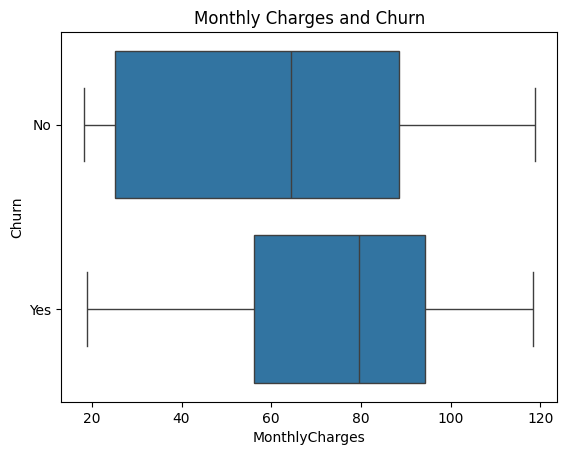 Monthly Charges and Churn
No
Churn
Yes
20 40 60 80 100 120
MonthlyCharges